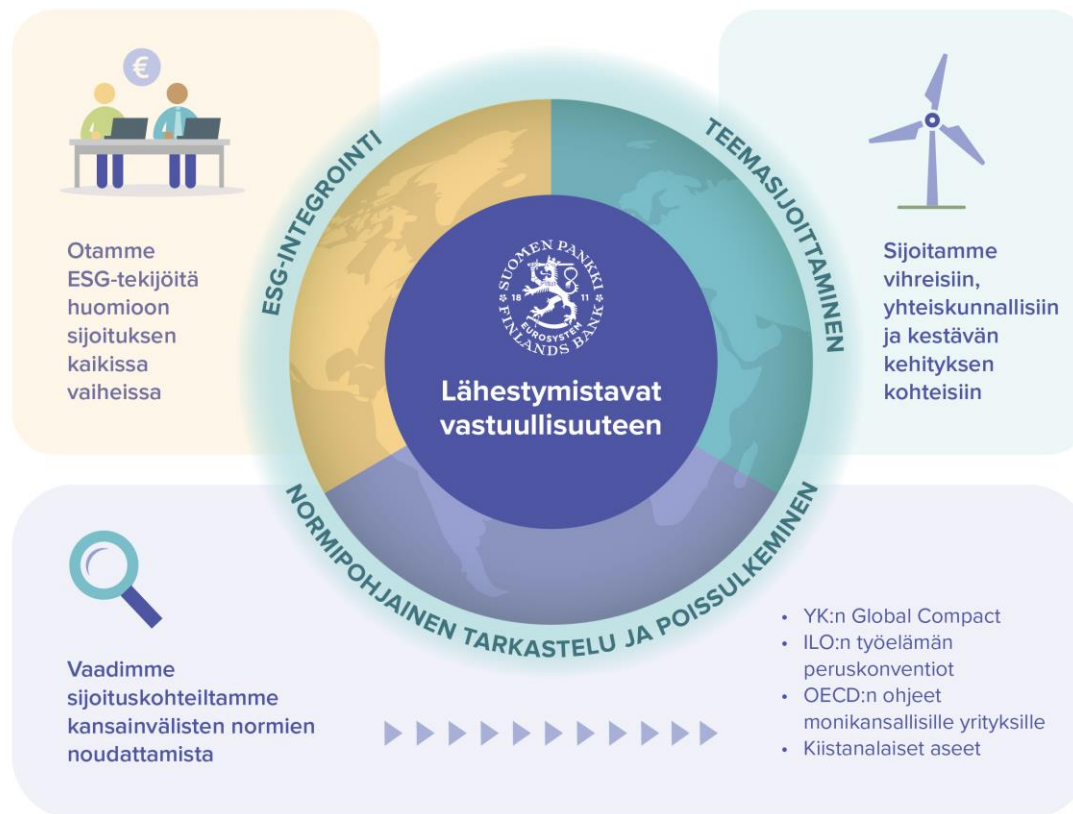 €
ESG-INTEGROINTI
Otamme
ESG-tekijöitä
huomioon
sijoituksen
kaikissa
vaiheissa
TEEMASIJOITTAMINEN
Sijoitamme
vihreisiin,
yhteiskunnallisiin
ja kestävän
kehityksen
kohteisiin
SUOMEN PANKKI
18 11
EUROSYSTEM
FINLANDS BANK
Lähestymistavat
vastuullisuuteen
NORMIPOHJAINEN TARKASTELU JA POISSULKEMINEN
Vaadimme
sijoituskohteiltamme
kansainvälisten normien
noudattamista
• YK:n Global Compact
• ILO:n työelämän
peruskonventiot
• OECD:n ohjeet
monikansallisille yrityksille
• Kiistanalaiset aseet